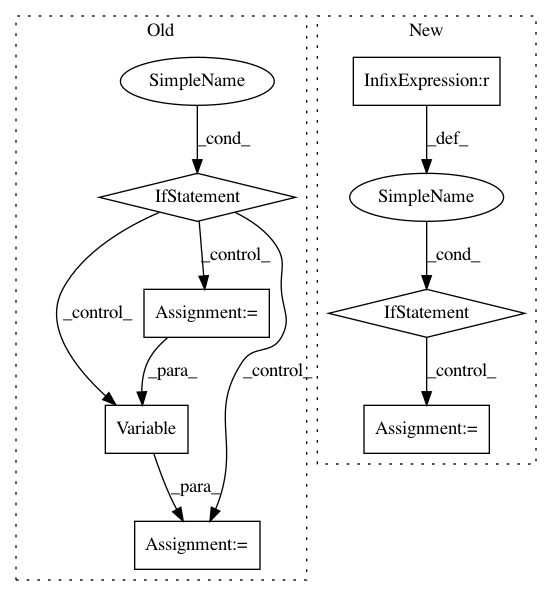 Old
New
SimpleName
InfixExpression:r
_cond_
_def_
IfStatement
SimpleName
_control_
_cond_
_control_
Assignment:=
_control_
IfStatement
_para_
_control_
Variable
Assignment:=
_para_
Assignment:=